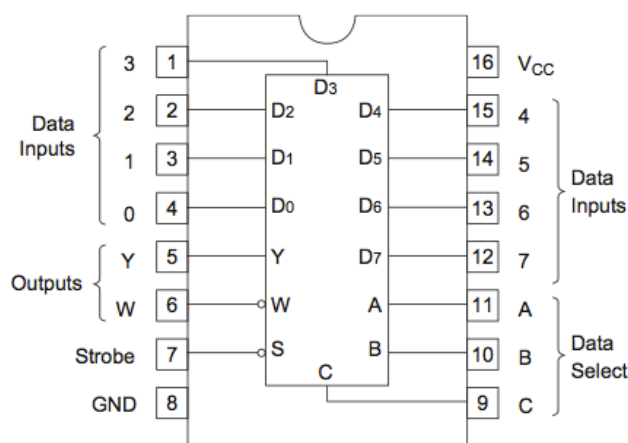 3 1 D3 16 VCC
2 2 D2 D4 15 4
Data Inputs
1 3 D1 D5 14 5
Data Inputs
0 4 D0 D6 13 6
Y 5 Y D7 12 7
Outputs
W 6 W A 11 A
Strobe 7 S B 10 B
Data Select
GND 8 C 9 C